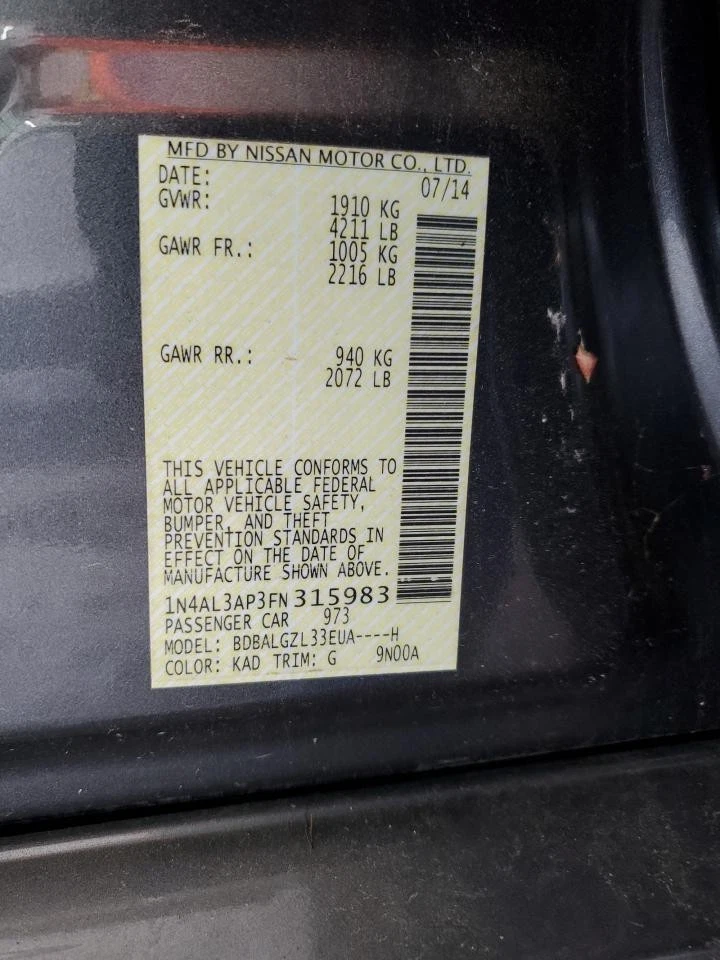 MFD BY NISSAN MOTOR CO., LTD.
DATE: 07/14
GVWR: 1910 KG
4211 LB
GAWR FR.: 1005 KG
2216 LB
GAWR RR.: 940 KG
2072 LB
THIS VEHICLE CONFORMS TO
ALL APPLICABLE FEDERAL
MOTOR VEHICLE SAFETY,
BUMPER, AND THEFT
PREVENTION STANDARDS IN
EFFECT ON THE DATE OF
MANUFACTURE SHOWN ABOVE.
1N4AL3AP3FN315983
PASSENGER CAR 973
MODEL: BDBALGZL33EUA----H
COLOR: KAD TRIM: G 9N00A